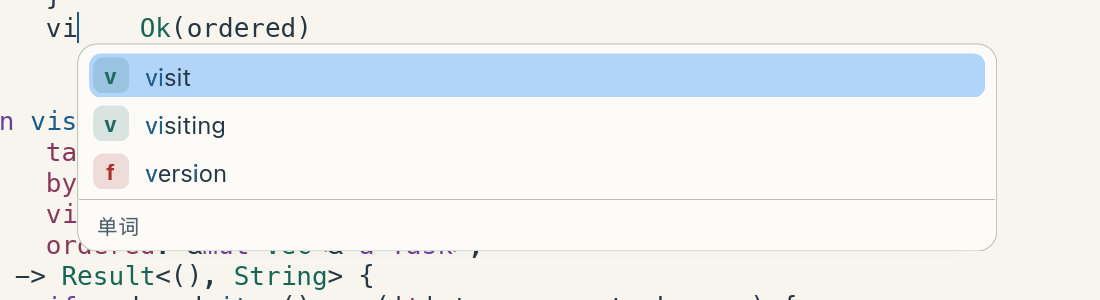 vi    Ok(ordered)
v visit
v visiting
f version
单词
n vis
ta
by
vi
-> Result<(), String> {